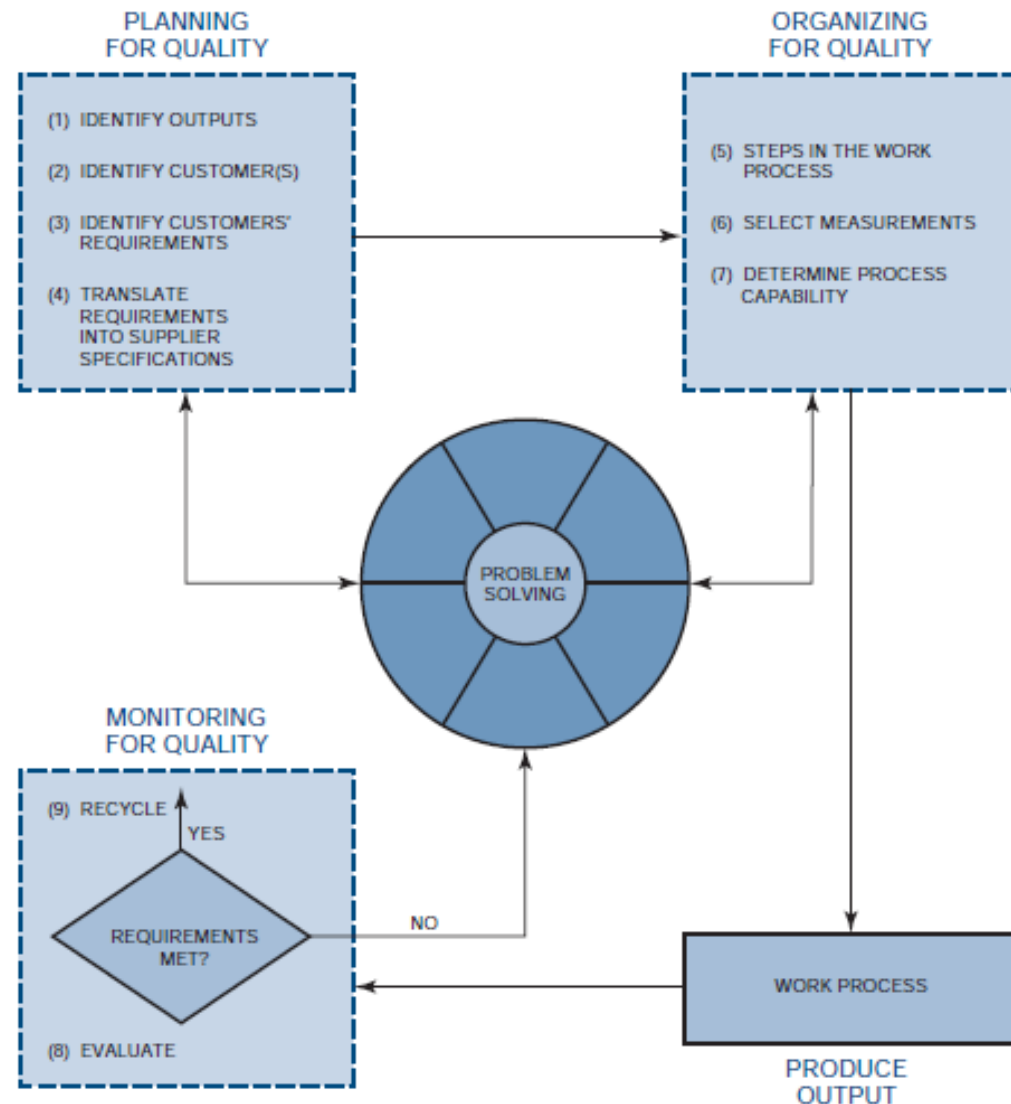 PLANNING
FOR QUALITY
(1) IDENTIFY OUTPUTS
(2) IDENTIFY CUSTOMER(S)
(3) IDENTIFY CUSTOMERS'
REQUIREMENTS
(4) TRANSLATE
REQUIREMENTS
INTO SUPPLIER
SPECIFICATIONS
ORGANIZING
FOR QUALITY
(5) STEPS IN THE WORK
PROCESS
(6) SELECT MEASUREMENTS
(7) DETERMINE PROCESS
CAPABILITY
PROBLEM
SOLVING
MONITORING
FOR QUALITY
(9) RECYCLE
YES
REQUIREMENTS
MET?
NO
(8) EVALUATE
WORK PROCESS
PRODUCE
OUTPUT